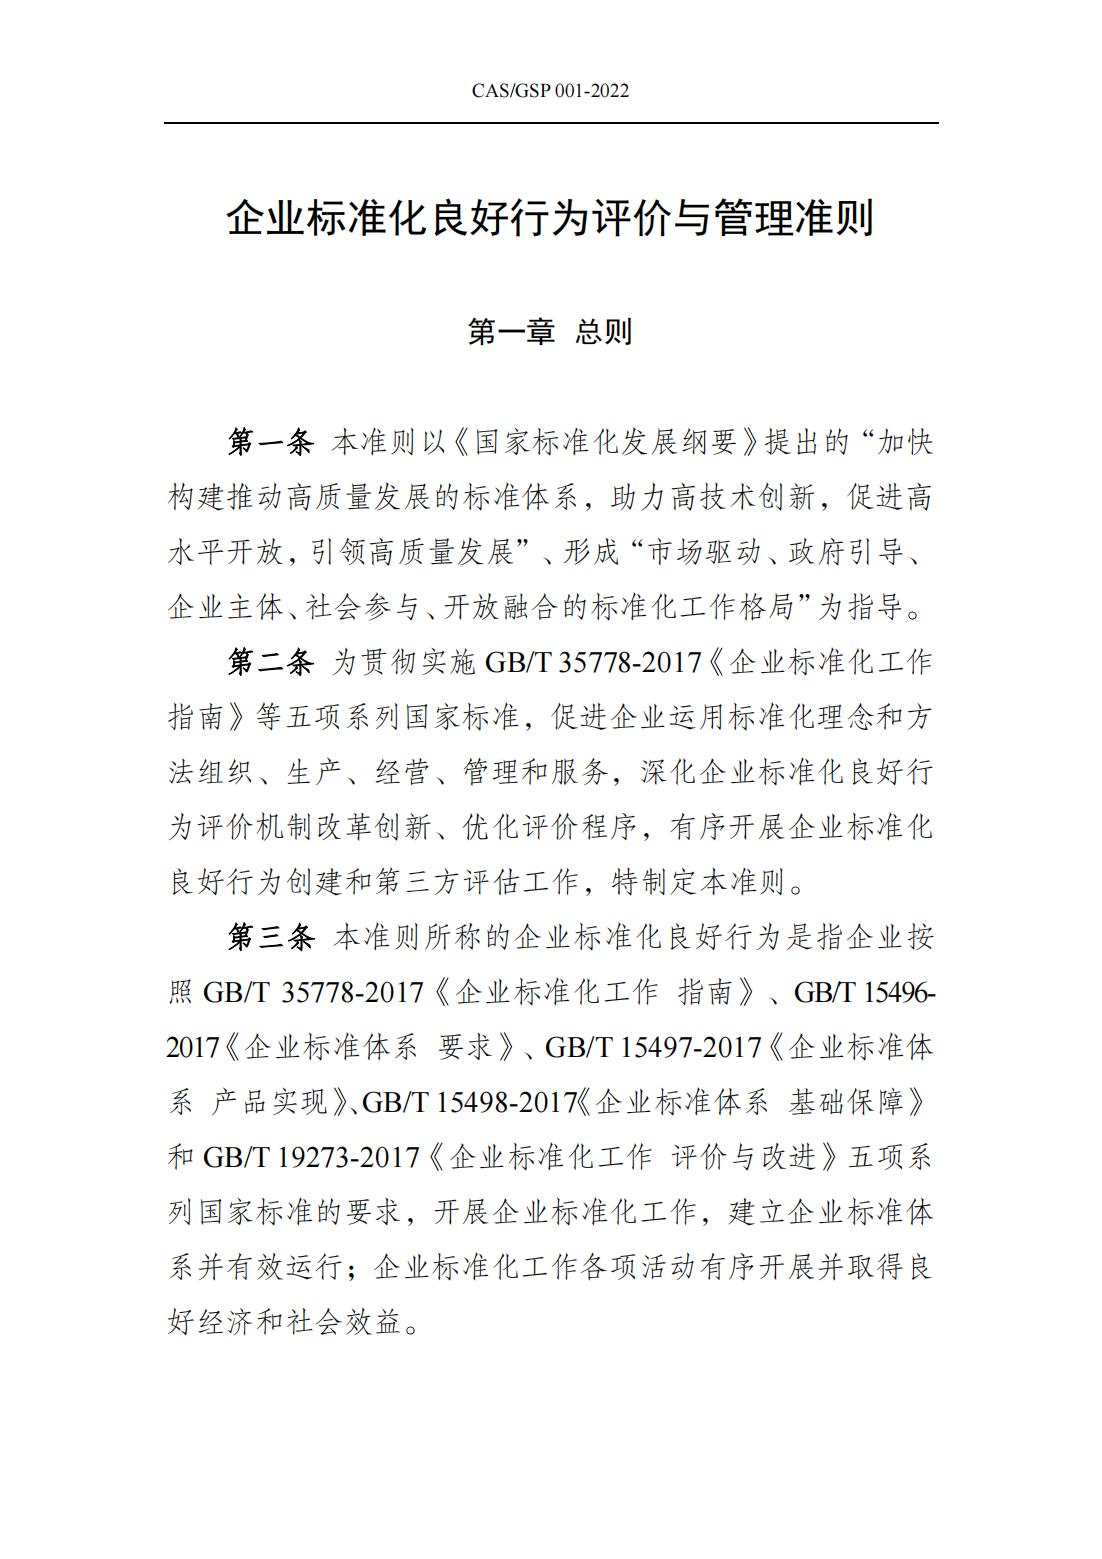 CAS/GSP 001-2022
企业标准化良好行为评价与管理准则
第一章 总则
第一条 本准则以《国家标准化发展纲要》提出的“加快
构建推动高质量发展的标准体系，助力高技术创新，促进高
水平开放，引领高质量发展”、形成“市场驱动、政府引导、
企业主体、社会参与、开放融合的标准化工作格局”为指导。
第二条 为贯彻实施 GB/T 35778-2017《企业标准化工作
指南》等五项系列国家标准，促进企业运用标准化理念和方
法组织、生产、经营、管理和服务，深化企业标准化良好行
为评价机制改革创新、优化评价程序，有序开展企业标准化
良好行为创建和第三方评估工作，特制定本准则。
第三条 本准则所称的企业标准化良好行为是指企业按
照 GB/T 35778-2017《企业标准化工作 指南》、GB/T 15496-
2017《企业标准体系 要求》、GB/T 15497-2017《企业标准体
系 产品实现》、GB/T 15498-2017《企业标准体系 基础保障》
和 GB/T 19273-2017《企业标准化工作 评价与改进》五项系
列国家标准的要求，开展企业标准化工作，建立企业标准体
系并有效运行；企业标准化工作各项活动有序开展并取得良
好经济和社会效益。